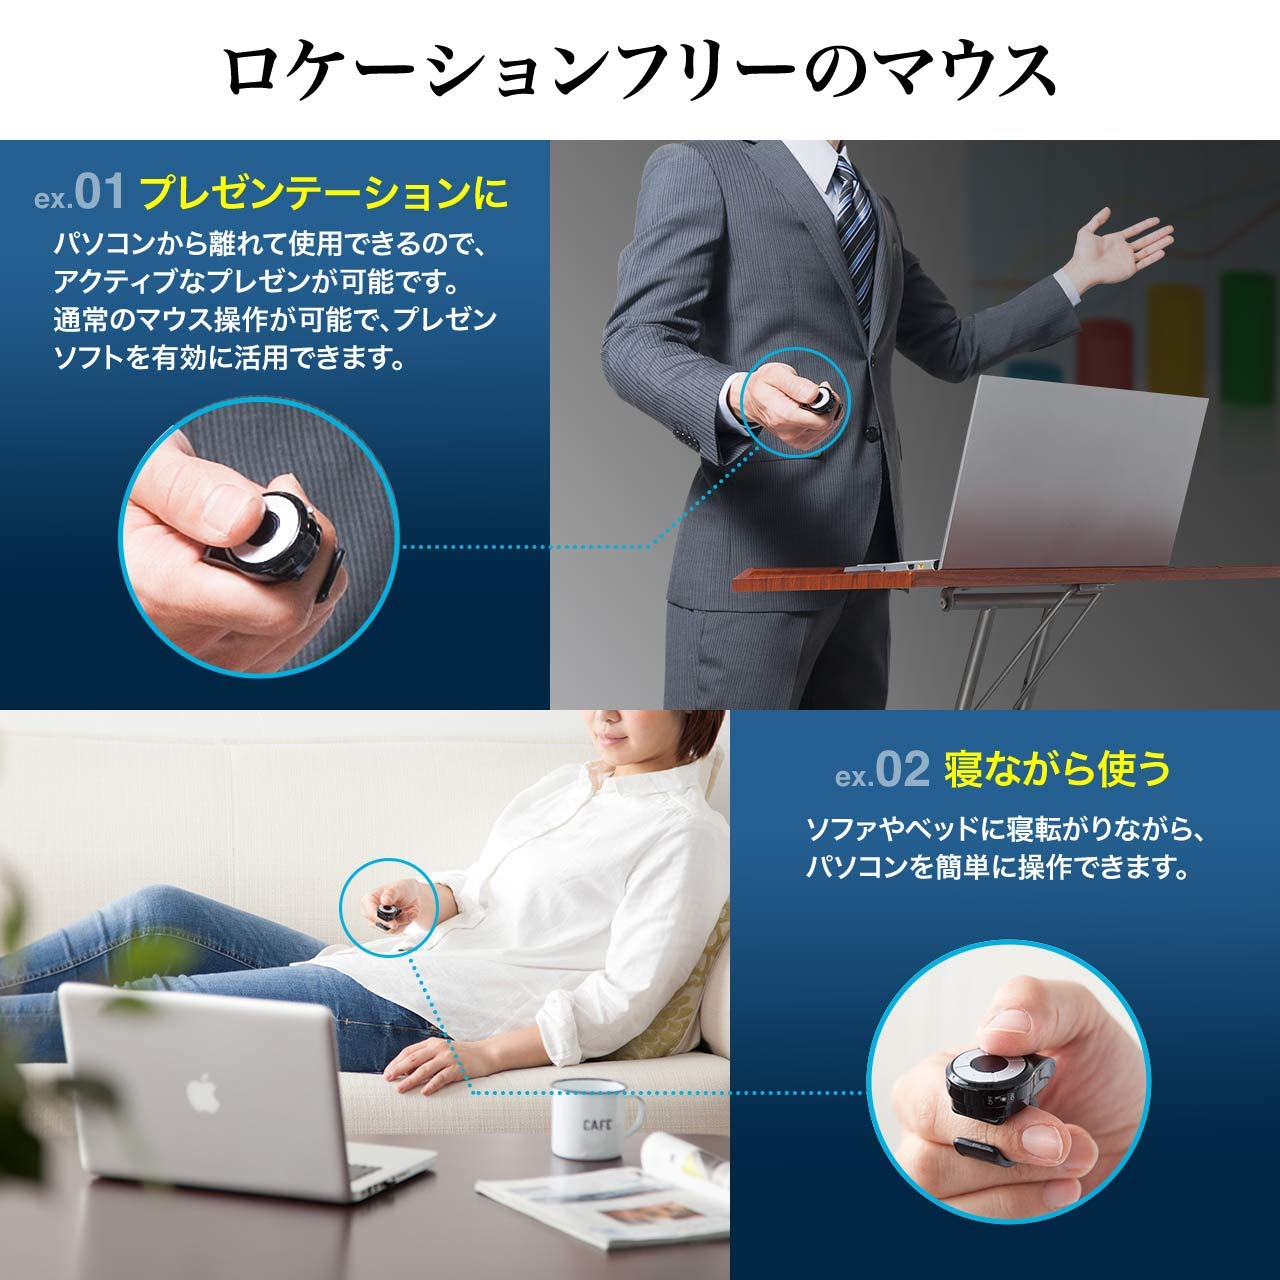 ロケーションフリーのマウス
ex.01 プレゼンテーションに
パソコンから離れて使用できるので、
アクティブなプレゼンが可能です。
通常のマウス操作が可能で、プレゼン
ソフトを有効に活用できます。
ex.02 寝ながら使う
ソファやベッドに寝転がりながら、
パソコンを簡単に操作できます。
CAFE